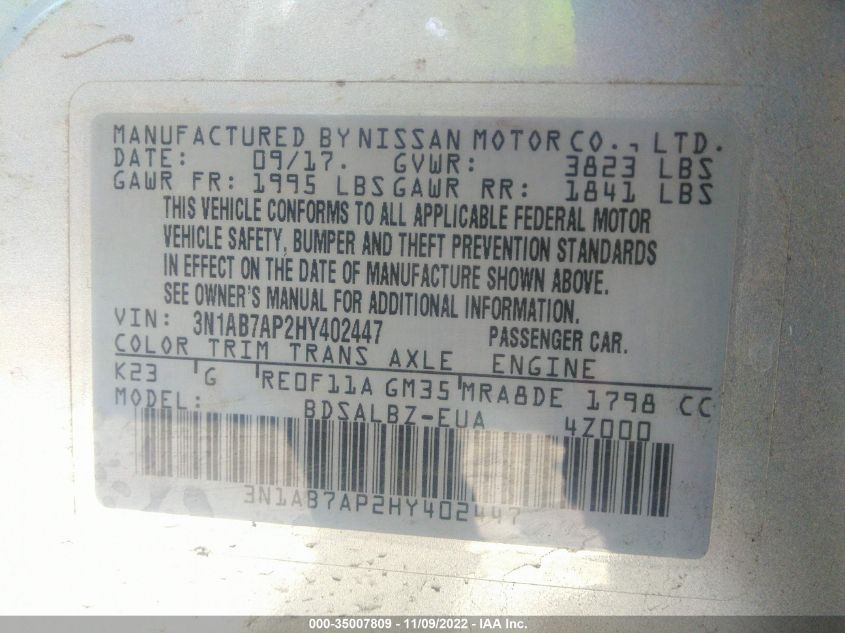 MANUFACTURED BY NISSAN MOTOR CO., LTD.
DATE: 09/17. GVWR: 3823 LBS
GAWR FR: 1995 LBS GAWR RR: 1841 LBS
THIS VEHICLE CONFORMS TO ALL APPLICABLE FEDERAL MOTOR
VEHICLE SAFETY, BUMPER AND THEFT PREVENTION STANDARDS
IN EFFECT ON THE DATE OF MANUFACTURE SHOWN ABOVE.
SEE OWNER'S MANUAL FOR ADDITIONAL INFORMATION.
VIN: 3N1AB7AP2HY402447 PASSENGER CAR.
COLOR TRIM TRANS AXLE ENGINE
K23 G RE0F11A GM35 MRA8DE 1798 CC
MODEL: BDSALBZ-EUA 4Z000
3N1AB7AP2HY402447
000-35007809 - 11/09/2022 - IAA Inc.